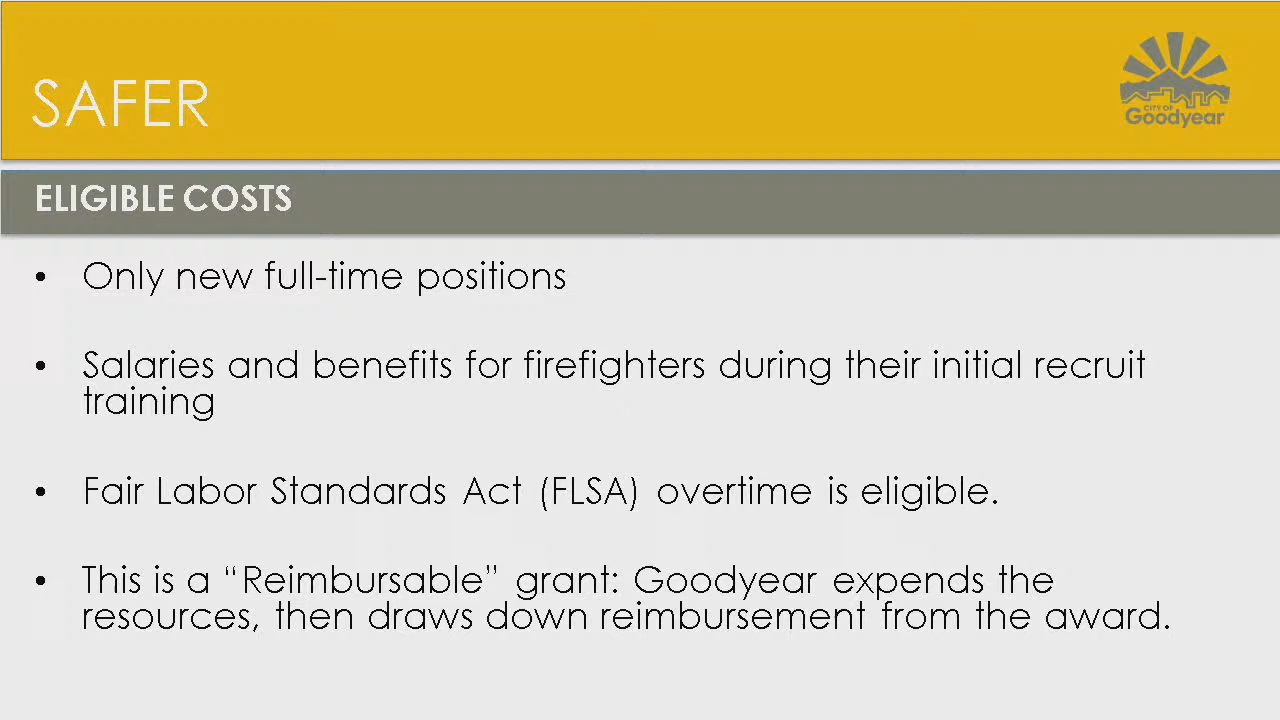 SAFER
CITY OF
Goodyear
ELIGIBLE COSTS
• Only new full-time positions
• Salaries and benefits for firefighters during their initial recruit
training
• Fair Labor Standards Act (FLSA) overtime is eligible.
• This is a “Reimbursable” grant: Goodyear expends the
resources, then draws down reimbursement from the award.